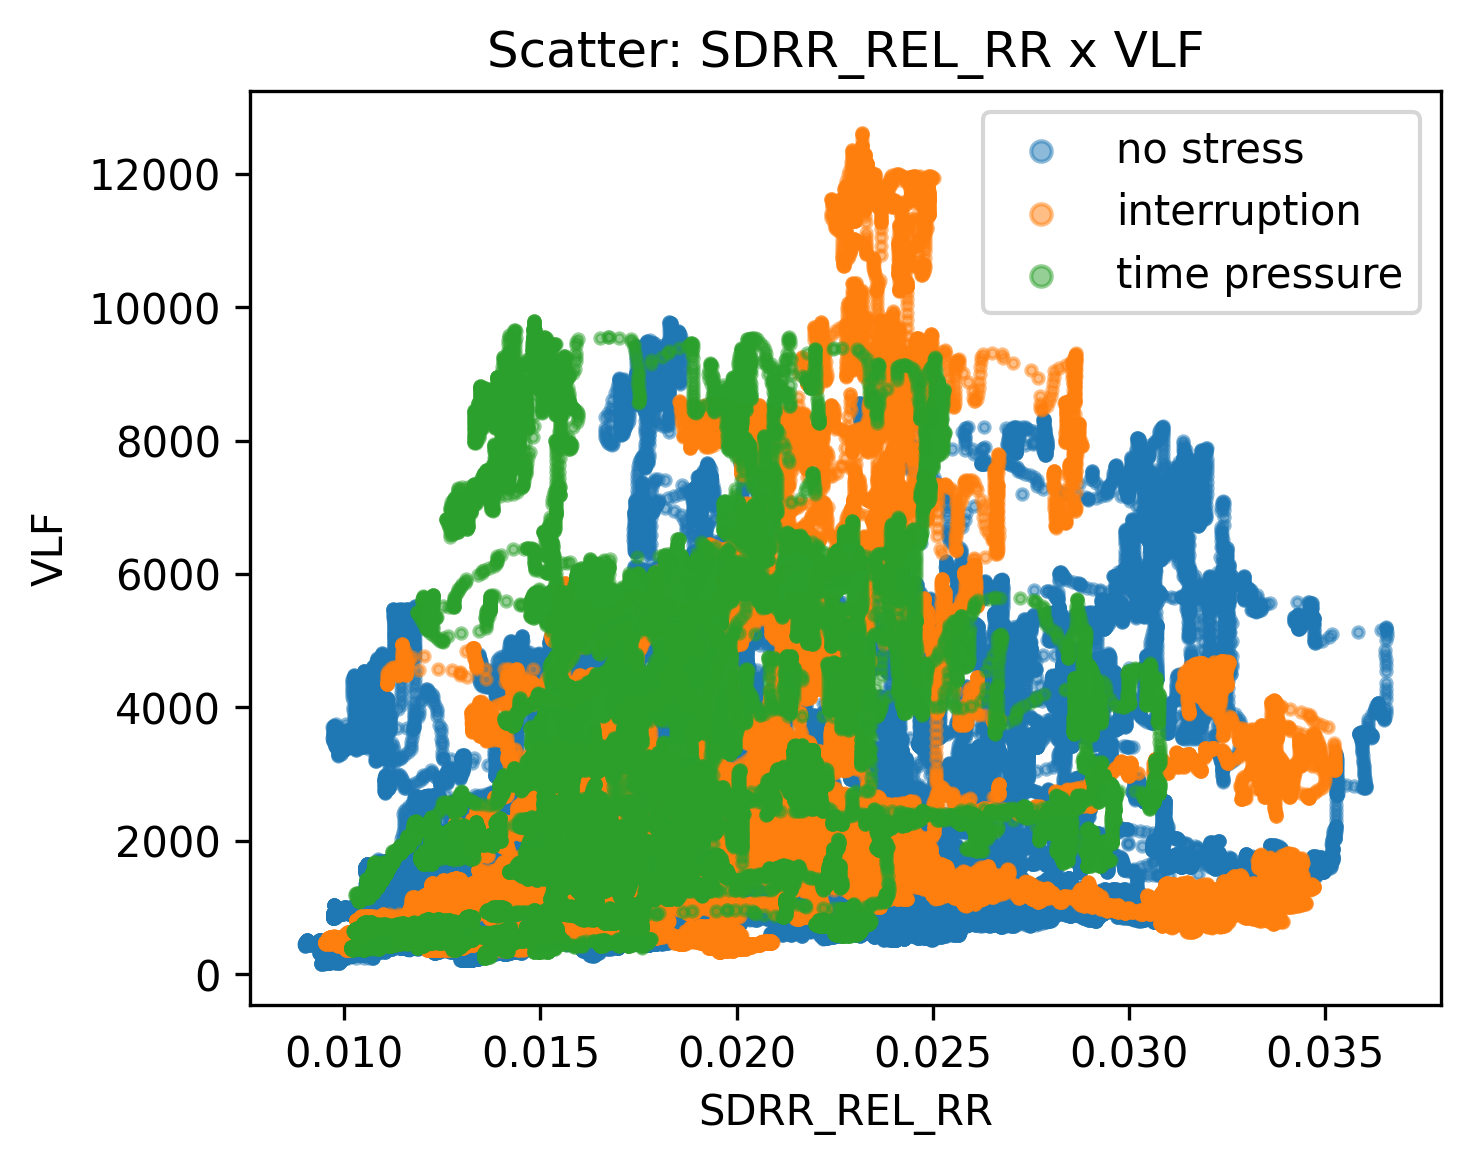 Scatter: SDRR_REL_RR x VLF
no stress
interruption
time pressure
12000
10000
8000
6000
4000
2000
0
VLF
0.010 0.015 0.020 0.025 0.030 0.035
SDRR_REL_RR